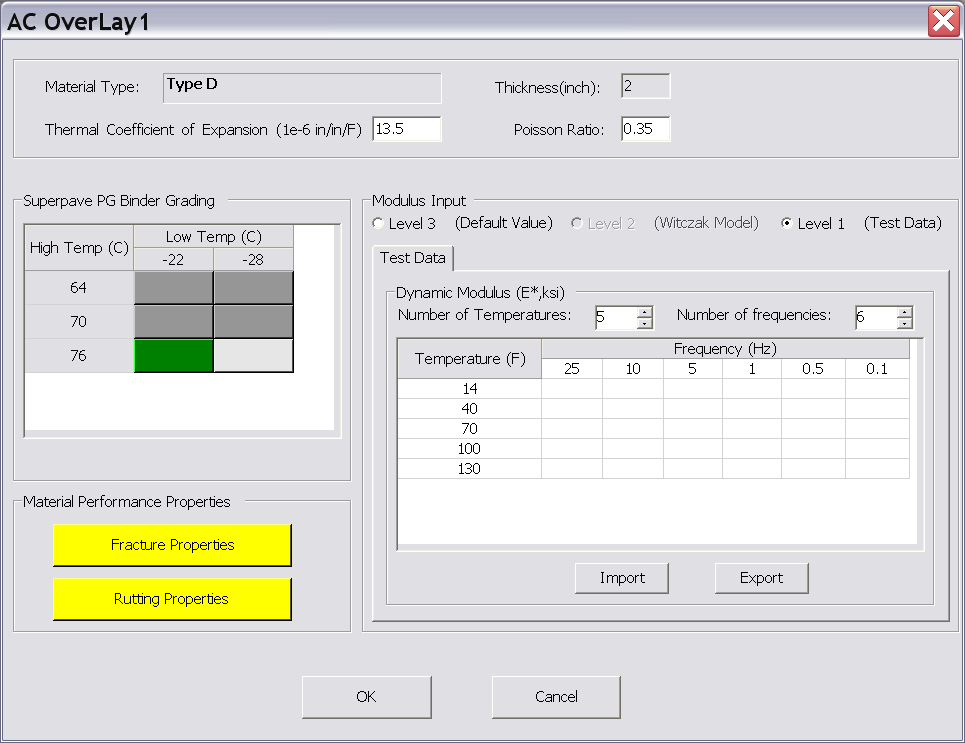 AC OverLay1
Material Type: Type D Thickness(inch): 2
Thermal Coefficient of Expansion (1e-6 in/in/F) 13.5 Poisson Ratio: 0.35
Superpave PG Binder Grading
High Temp (C) Low Temp (C)
-22 -28
64
70
76
Material Performance Properties
Fracture Properties
Rutting Properties
Modulus Input
Level 3 (Default Value) Level 2 (Witczak Model) Level 1 (Test Data)
Test Data
Dynamic Modulus (E*,ksi)
Number of Temperatures: 5 Number of frequencies: 6
Temperature (F) Frequency (Hz)
25 10 5 1 0.5 0.1
14
40
70
100
130
Import Export
OK Cancel